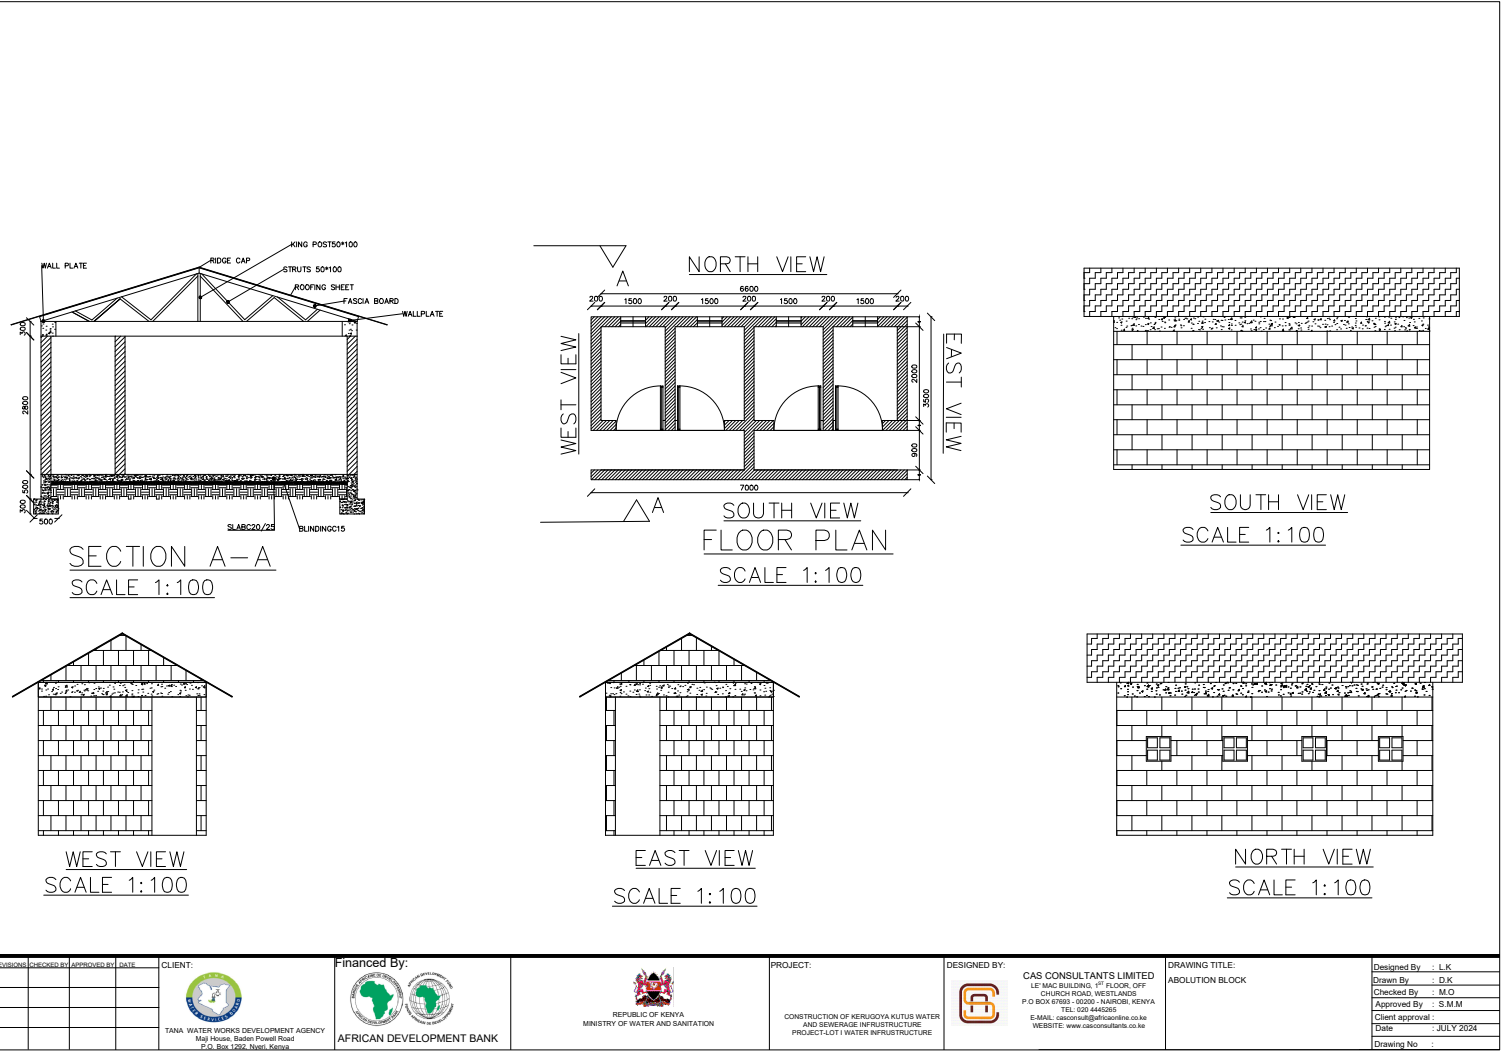 KING POST50*100
RIDGE CAP
WALL PLATE
STRUTS 50*100
ROOFING SHEET
FASCIA BOARD
WALLPLATE
300
2800
500
300
500
SLABC20/25
BLINDINGC15
SECTION A-A
SCALE 1:100
A
NORTH VIEW
6600
200 1500 200 1500 200 1500 200 1500 200
WEST VIEW
EAST VIEW
2000
3500
900
7000
A
SOUTH VIEW
FLOOR PLAN
SCALE 1:100
SOUTH VIEW
SCALE 1:100
WEST VIEW
SCALE 1:100
EAST VIEW
SCALE 1:100
NORTH VIEW
SCALE 1:100
CHECKED BY APPROVED BY DATE
CLIENT:
TANA
TANA WATER WORKS DEVELOPMENT AGENCY
Maji House, Baden Powell Road
P.O. Box 1292, Nyeri, Kenya
Financed By:
AFRICAN DEVELOPMENT BANK
REPUBLIC OF KENYA
MINISTRY OF WATER AND SANITATION
PROJECT:
CONSTRUCTION OF KERUGOYA KUTUS WATER
AND SEWERAGE INFRUSTRUCTURE
PROJECT-LOT I WATER INFRUSTRUCTURE
DESIGNED BY:
CAS CONSULTANTS LIMITED
LE' MAC BUILDING, 1ST FLOOR, OFF
CHURCH ROAD, WESTLANDS
P.O BOX 67693 - 00200 - NAIROBI, KENYA
TEL: 020 4445265
E-MAIL: casconsult@africaonline.co.ke
WEBSITE: www.casconsultants.co.ke
DRAWING TITLE:
ABOLUTION BLOCK
Designed By : L.K
Drawn By : D.K
Checked By : M.O
Approved By : S.M.M
Client approval :
Date : JULY 2024
Drawing No :